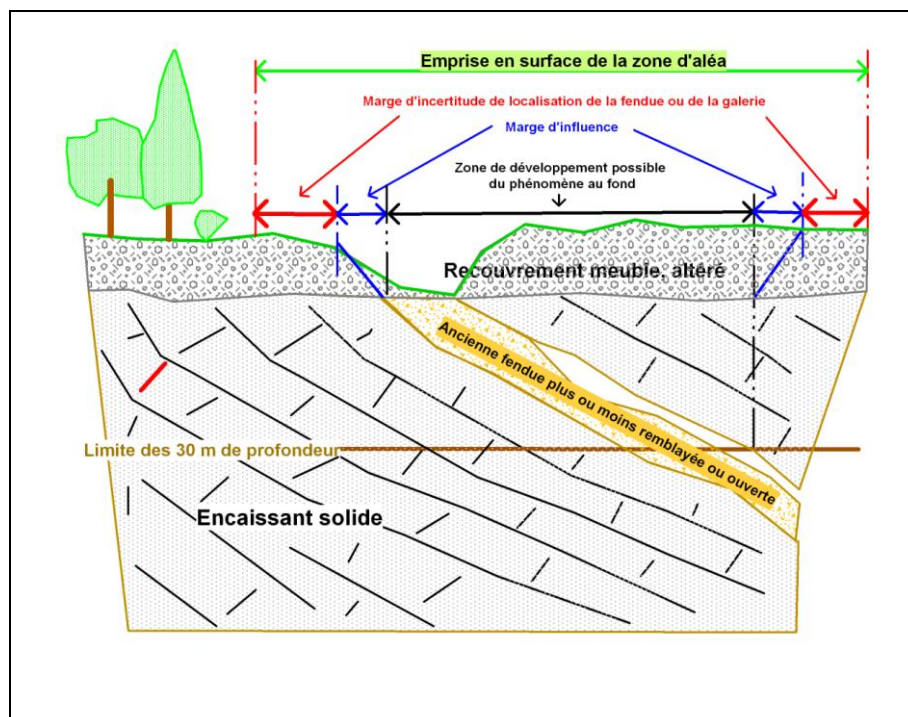 Emprise en surface de la zone d'aléa
Marge d'incertitude de localisation de la fendue ou de la galerie
Marge d'influence
Zone de développement possible
du phénomène au fond
Recouvrement meuble, altéré
Ancienne fendue plus ou moins remblayée ou ouverte
Limite des 30 m de profondeur
Encaissant solide